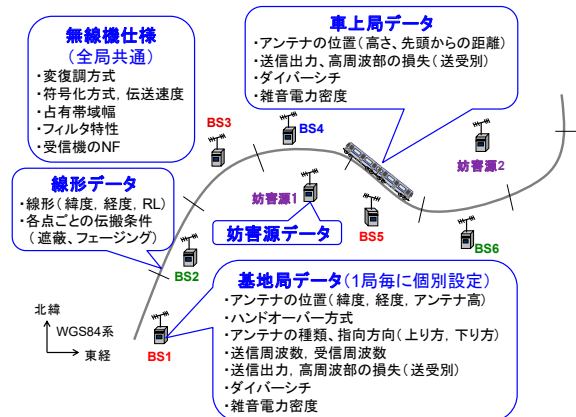 無線機仕様
(全局共通)
・変復調方式
・符号化方式, 伝送速度
・占有帯域幅
・フィルタ特性
・受信機のNF
車上局データ
・アンテナの位置(高さ、先頭からの距離)
・送信出力、高周波部の損失(送受別)
・ダイバーシチ
・雑音電力密度
BS3
BS4
妨害源2
線形データ
・線形(緯度, 経度, RL)
・各点ごとの伝搬条件
(遮蔽、フェージング)
妨害源1
妨害源データ
BS5
BS6
BS2
基地局データ(1局毎に個別設定)
・アンテナの位置(緯度, 経度, アンテナ高)
・ハンドオーバー方式
・アンテナの種類、指向方向(上り方, 下り方)
・送信周波数、受信周波数
・送信出力、高周波部の損失(送受別)
・ダイバーシチ
・雑音電力密度
北緯
WGS84系
東経
BS1